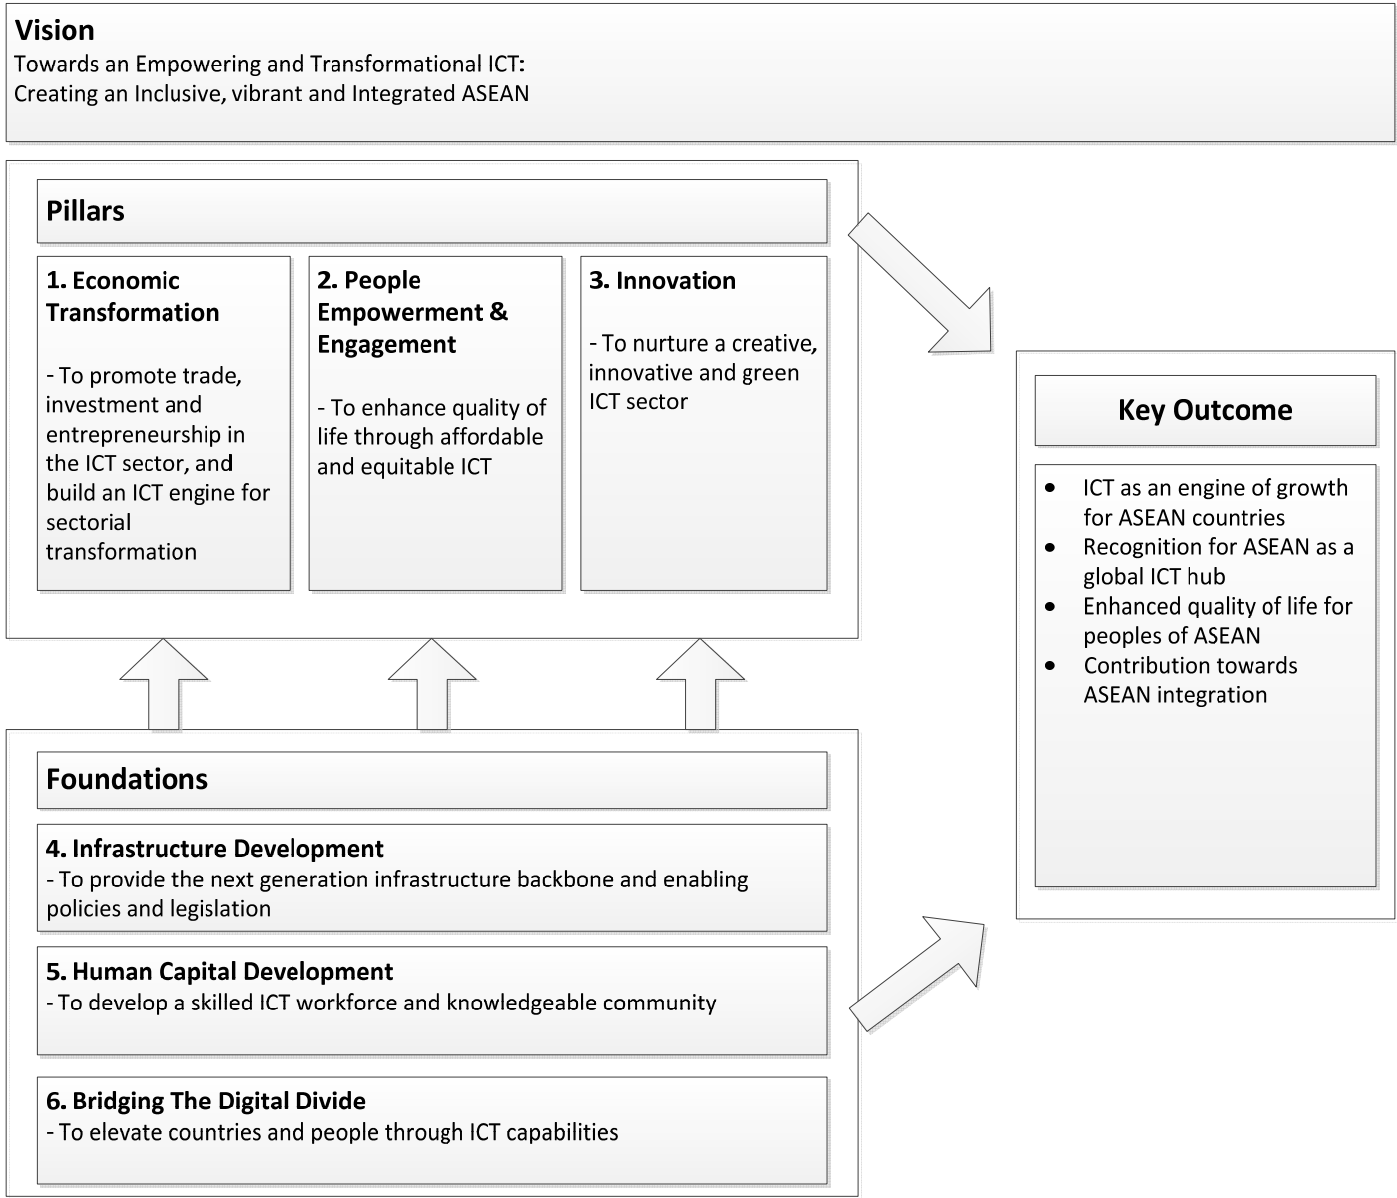 Vision
Towards an Empowering and Transformational ICT:
Creating an Inclusive, vibrant and Integrated ASEAN
Pillars
1. Economic
Transformation
- To promote trade,
investment and
entrepreneurship in
the ICT sector, and
build an ICT engine for
sectorial
transformation
2. People
Empowerment &
Engagement
- To enhance quality of
life through affordable
and equitable ICT
3. Innovation
- To nurture a creative,
innovative and green
ICT sector
Key Outcome
● ICT as an engine of growth
for ASEAN countries
● Recognition for ASEAN as a
global ICT hub
● Enhanced quality of life for
peoples of ASEAN
● Contribution towards
ASEAN integration
Foundations
4. Infrastructure Development
- To provide the next generation infrastructure backbone and enabling
policies and legislation
5. Human Capital Development
- To develop a skilled ICT workforce and knowledgeable community
6. Bridging The Digital Divide
- To elevate countries and people through ICT capabilities